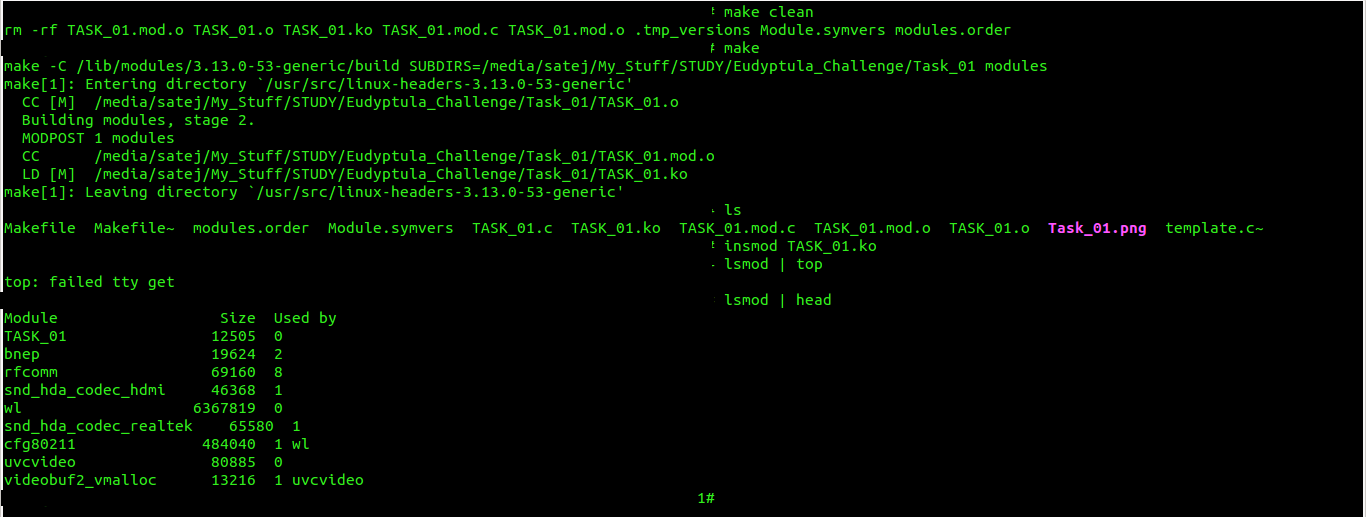 # make clean
rm -rf TASK_01.mod.o TASK_01.o TASK_01.ko TASK_01.mod.c TASK_01.mod.o .tmp_versions Module.symvers modules.order
# make
make -C /lib/modules/3.13.0-53-generic/build SUBDIRS=/media/satej/My_Stuff/STUDY/Eudyptula_Challenge/Task_01 modules
make[1]: Entering directory `/usr/src/linux-headers-3.13.0-53-generic'
  CC [M]  /media/satej/My_Stuff/STUDY/Eudyptula_Challenge/Task_01/TASK_01.o
  Building modules, stage 2.
  MODPOST 1 modules
  CC      /media/satej/My_Stuff/STUDY/Eudyptula_Challenge/Task_01/TASK_01.mod.o
  LD [M]  /media/satej/My_Stuff/STUDY/Eudyptula_Challenge/Task_01/TASK_01.ko
make[1]: Leaving directory `/usr/src/linux-headers-3.13.0-53-generic'
ls
Makefile  Makefile~  modules.order  Module.symvers  TASK_01.c  TASK_01.ko  TASK_01.mod.c  TASK_01.mod.o  TASK_01.o  Task_01.png  template.c~
# insmod TASK_01.ko
lsmod | top
top: failed tty get
lsmod | head
Module                  Size  Used by
TASK_01                12505  0
bnep                   19624  2
rfcomm                 69160  8
snd_hda_codec_hdmi     46368  1
wl                   6367819  0
snd_hda_codec_realtek    65580  1
cfg80211              484040  1 wl
uvcvideo               80885  0
videobuf2_vmalloc      13216  1 uvcvideo
1#